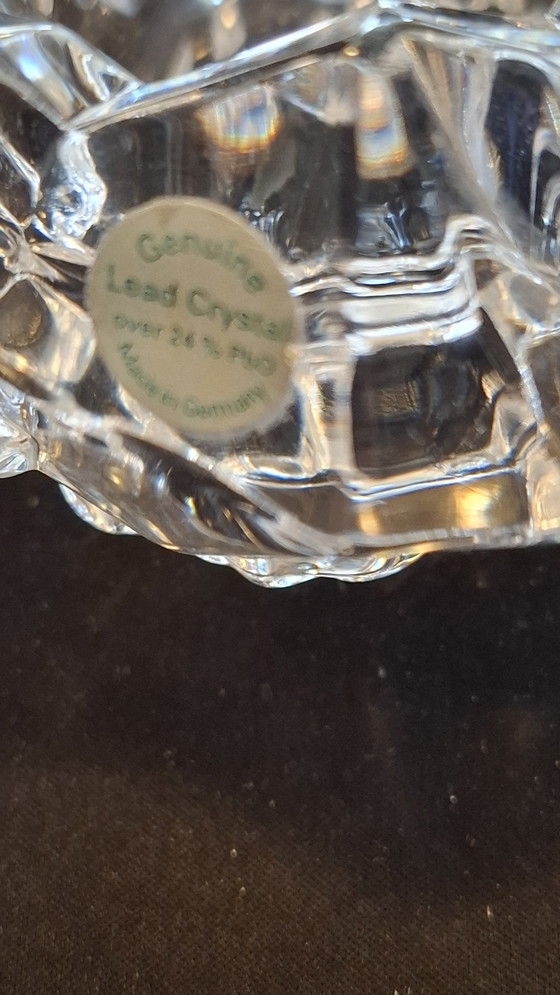 Genuine
Lead Crystal
over 24 % PbO
Made in Germany